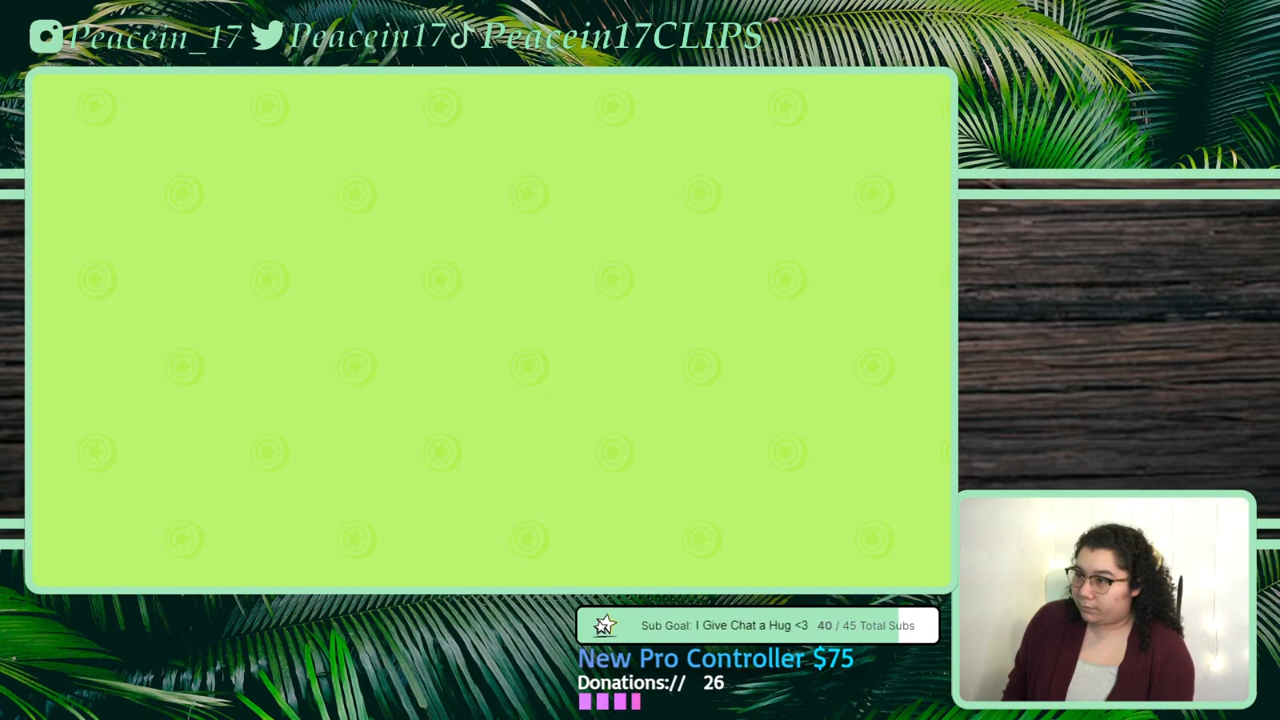 Peacein_17 Peacein17 Peacein17CLIPS
Sub Goal: I Give Chat a Hug <3 40 / 45 Total Subs
New Pro Controller $75
Donations:// 26